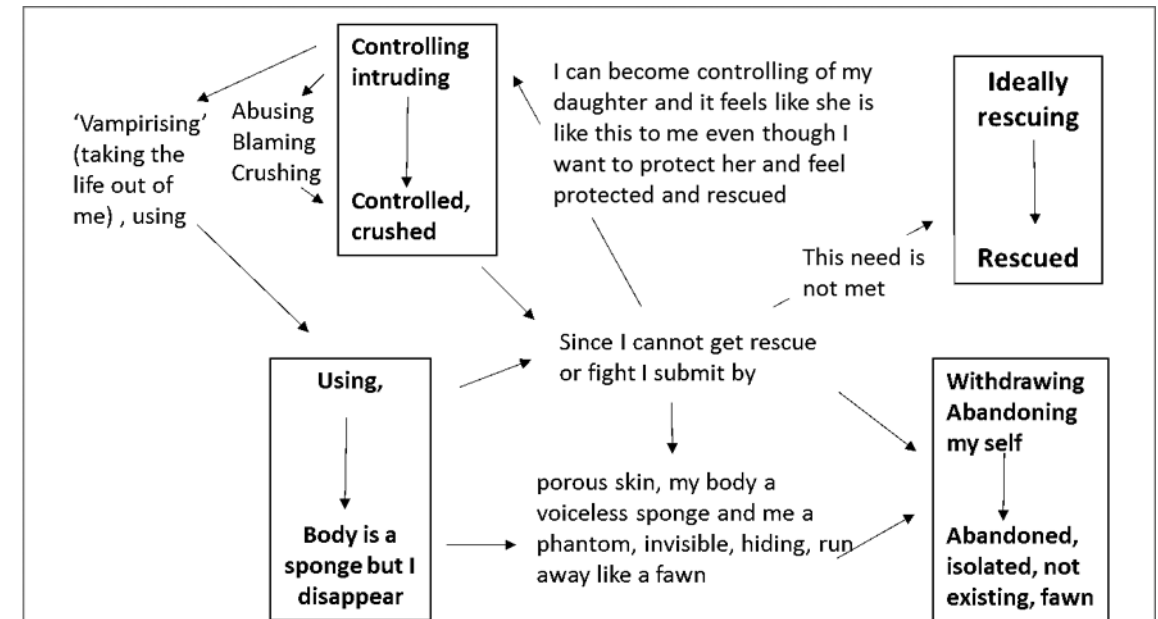 Controlling
intruding
Controlled,
crushed
Abusing
Blaming
Crushing
‘Vampirising’
(taking the
life out of
me) , using
I can become controlling of my
daughter and it feels like she is
like this to me even though I
want to protect her and feel
protected and rescued
Ideally
rescuing
Rescued
This need is
not met
Since I cannot get rescue
or fight I submit by
Using,
Body is a
sponge but I
disappear
porous skin, my body a
voiceless sponge and me a
phantom, invisible, hiding, run
away like a fawn
Withdrawing
Abandoning
my self
Abandoned,
isolated, not
existing, fawn